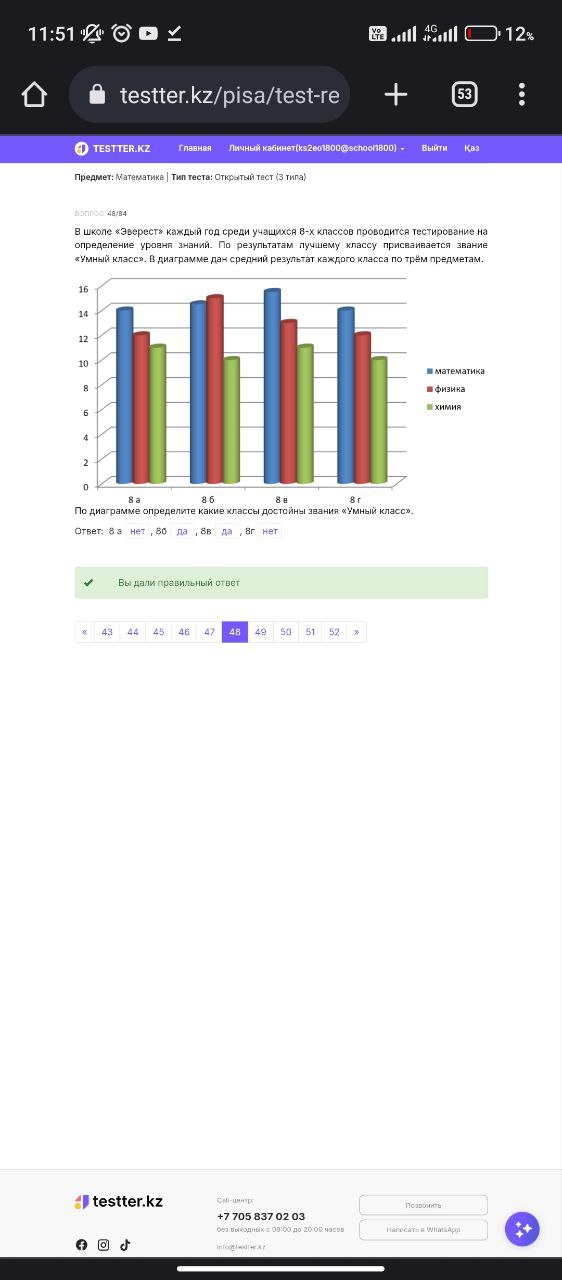 11:51 Vo LTE 4G 12%
testter.kz/pisa/test-re 53
TESTTER.KZ Главная Личный кабинет(ks2eo1800@school1800) Выйти Қаз
Предмет: Математика | Тип теста: Открытый тест (3 типа)
ВОПРОС 48/84
В школе «Эверест» каждый год среди учащихся 8-х классов проводится тестирование на
определение уровня знаний. По результатам лучшему классу присваивается звание
«Умный класс». В диаграмме дан средний результат каждого класса по трём предметам.
16
14
12
10
8
6
4
2
0
математика
физика
химия
8 а 8 б 8 в 8 г
По диаграмме определите какие классы достойны звания «Умный класс».
Ответ: 8 а нет , 8б да , 8в да , 8г нет
Вы дали правильный ответ
« 43 44 45 46 47 48 49 50 51 52 »
testter.kz
Call-центр:
+7 705 837 02 03
без выходных с 08:00 до 20:00 часов
info@testter.kz
Позвонить
Написать в WhatsApp